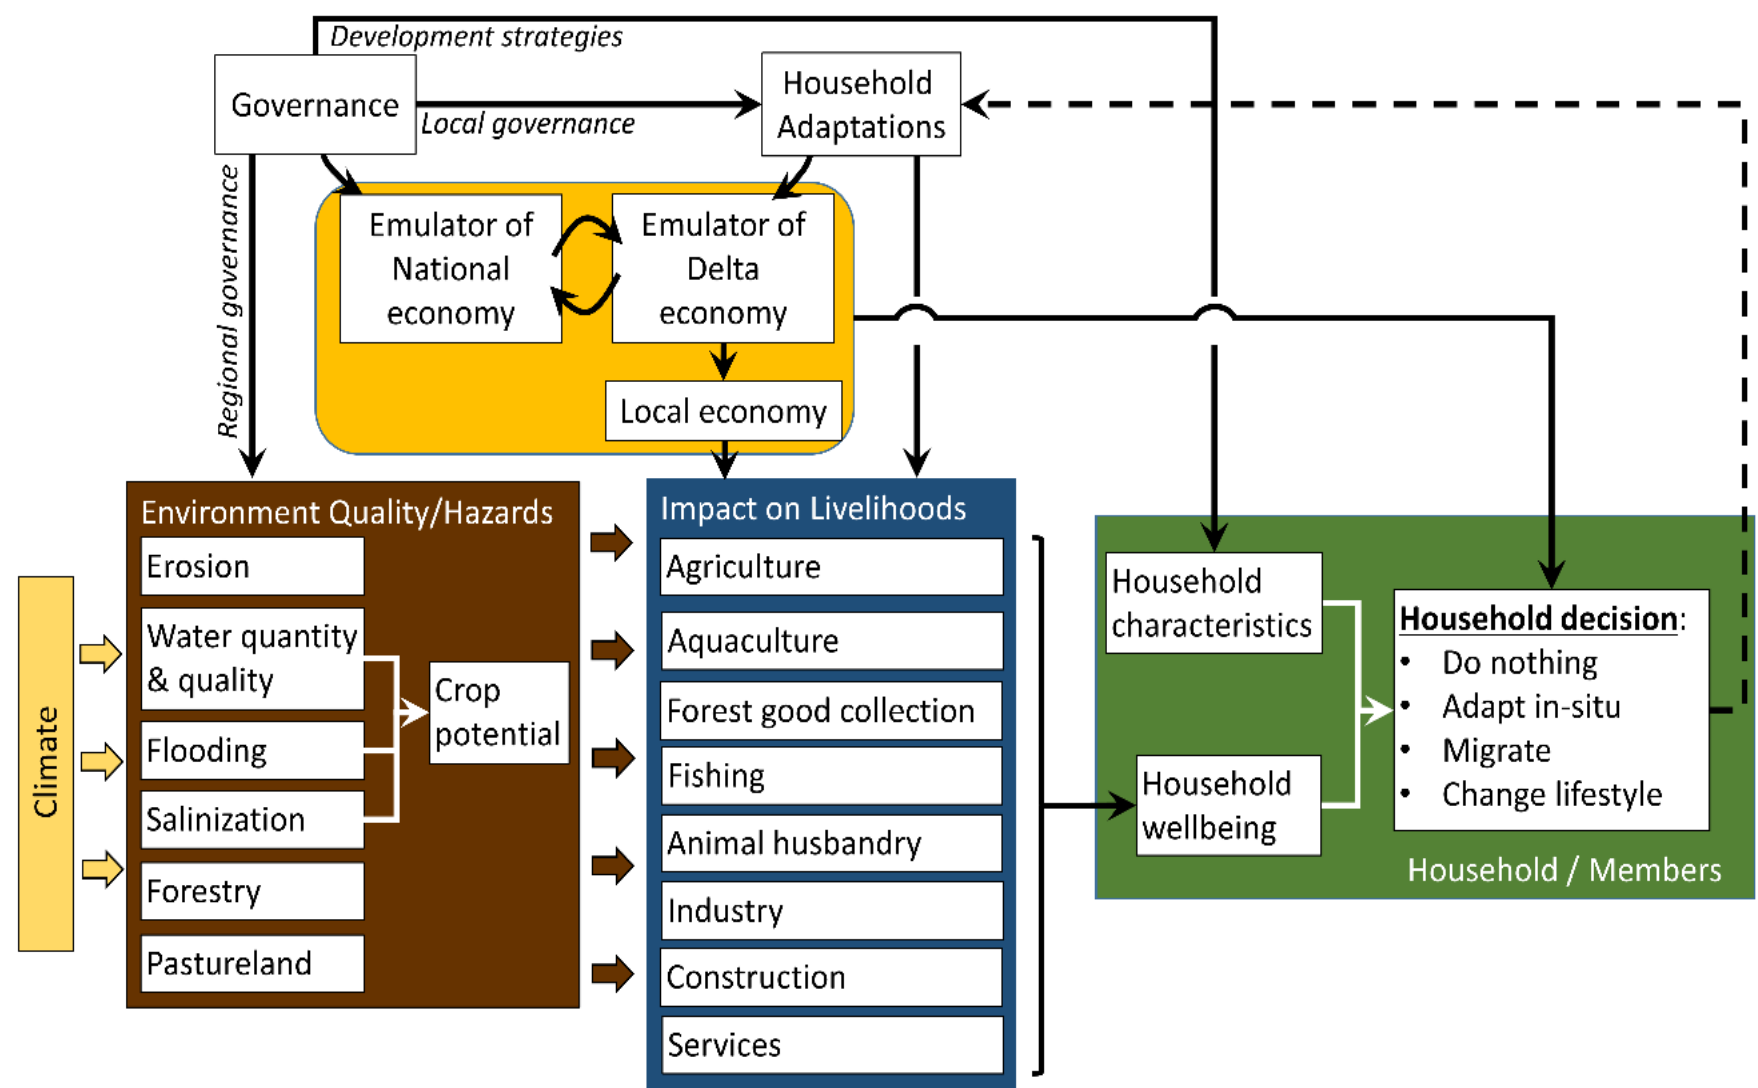 Development strategies
Governance
Local governance
Household
Adaptations
Regional governance
Emulator of
National
economy
Emulator of
Delta
economy
Local economy
Climate
Environment Quality/Hazards
Erosion
Water quantity
& quality
Flooding
Salinization
Forestry
Pastureland
Crop
potential
Impact on Livelihoods
Agriculture
Aquaculture
Forest good collection
Fishing
Animal husbandry
Industry
Construction
Services
Household
characteristics
Household
wellbeing
Household decision:
• Do nothing
• Adapt in-situ
• Migrate
• Change lifestyle
Household / Members